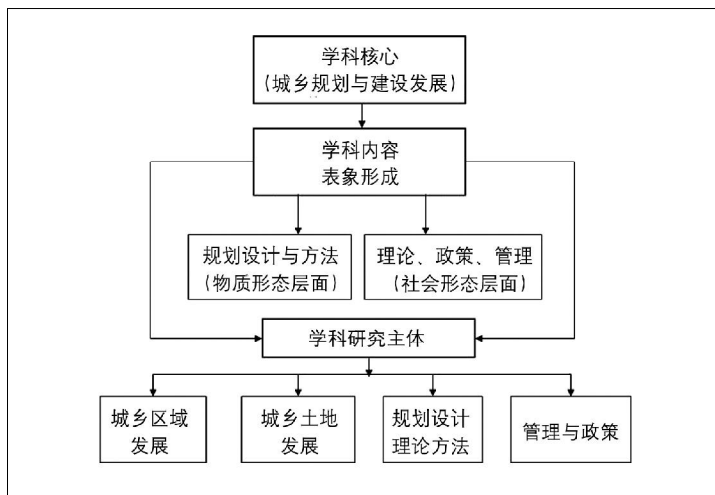 学科核心
(城乡规划与建设发展)
学科内容
表象形成
规划设计与方法
(物质形态层面)
理论、政策、管理
(社会形态层面)
学科研究主休
城乡区域
发展
城乡土地
发展
规划设计
理论方法
管理与政策